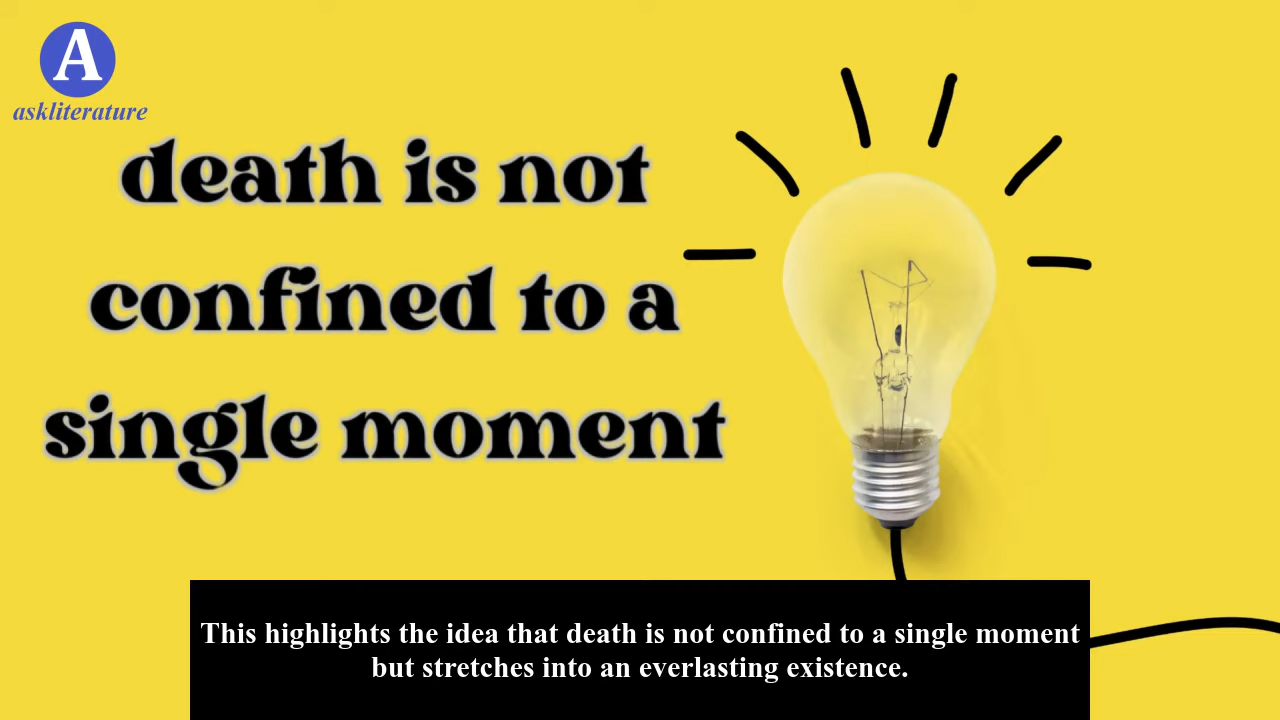 A
askliterature
death is not
confined to a
single moment
This highlights the idea that death is not confined to a single moment
but stretches into an everlasting existence.